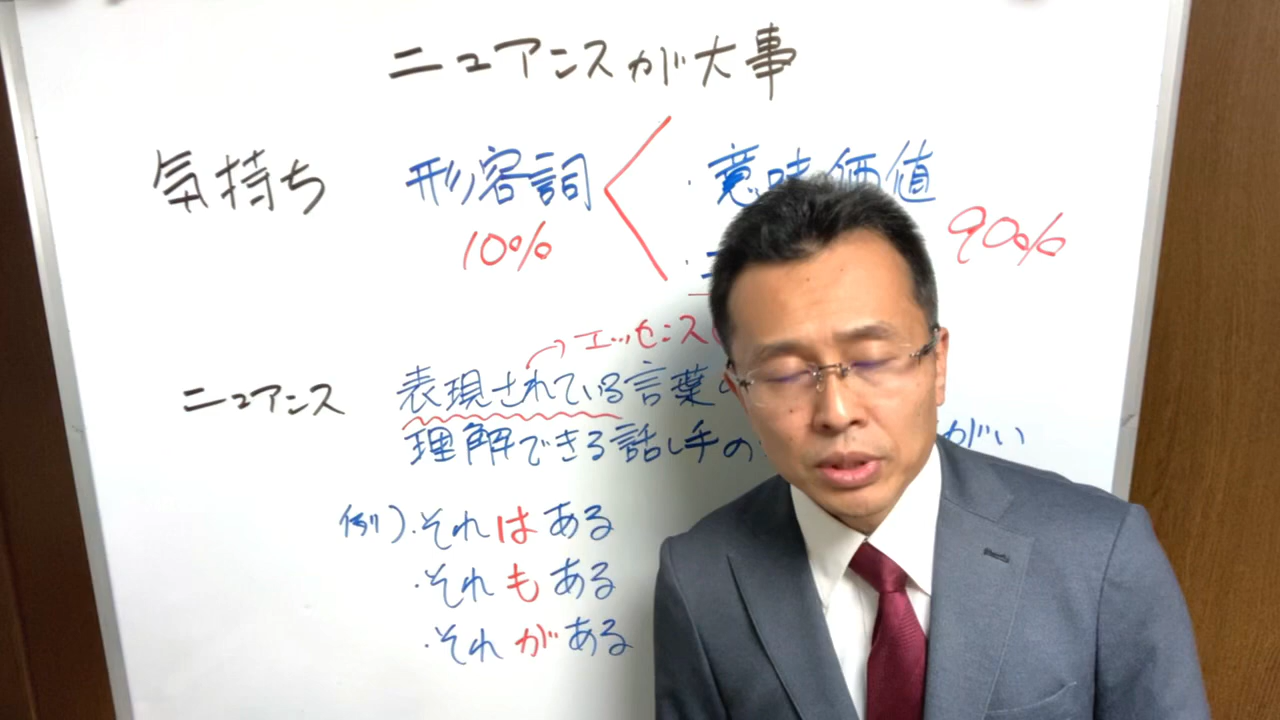 ニュアンスが大事
気持ち 形容詞 ・意味価値
10% 90%
エッセンス
ニュアンス 表現されている言葉
理解できる話し手の がい
例)・それはある
・それもある
・それがある